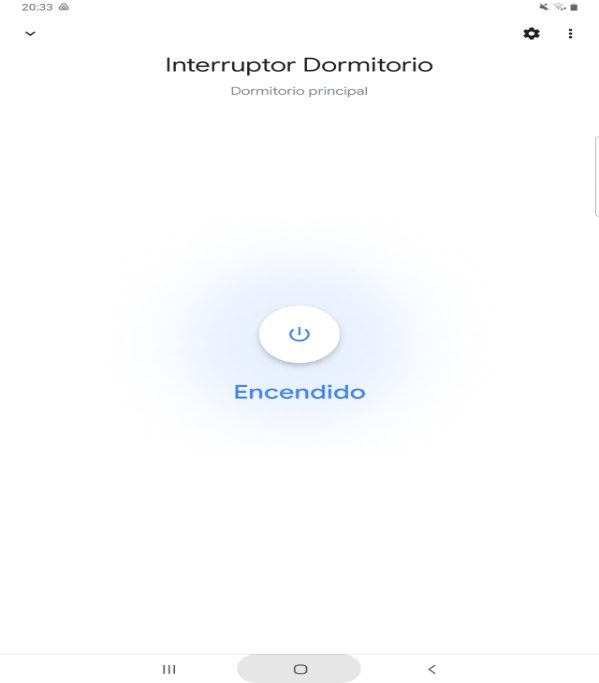 20:33
Interruptor Dormitorio
Dormitorio principal
Encendido